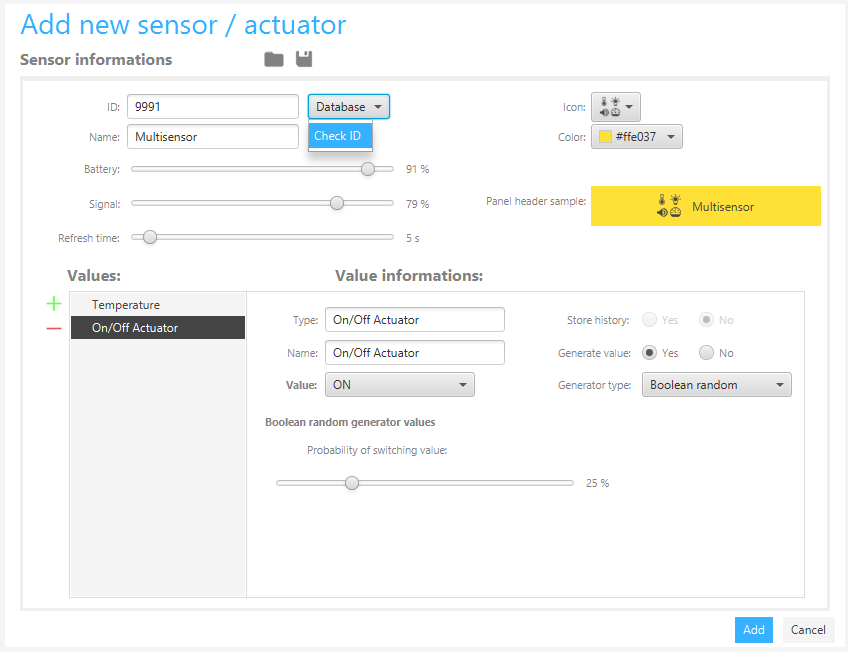 Add new sensor / actuator
Sensor informations
ID: 9991 Database Icon:
Check ID
Name: Multisensor Color: #ffe037
Battery: 91 %
Signal: 79 % Panel header sample: Multisensor
Refresh time: 5 s
Values: Value informations:
Temperature
On/Off Actuator
Type: On/Off Actuator Store history: Yes No
Name: On/Off Actuator Generate value: Yes No
Value: ON Generator type: Boolean random
Boolean random generator values
Probability of switching value:
25 %
Add Cancel